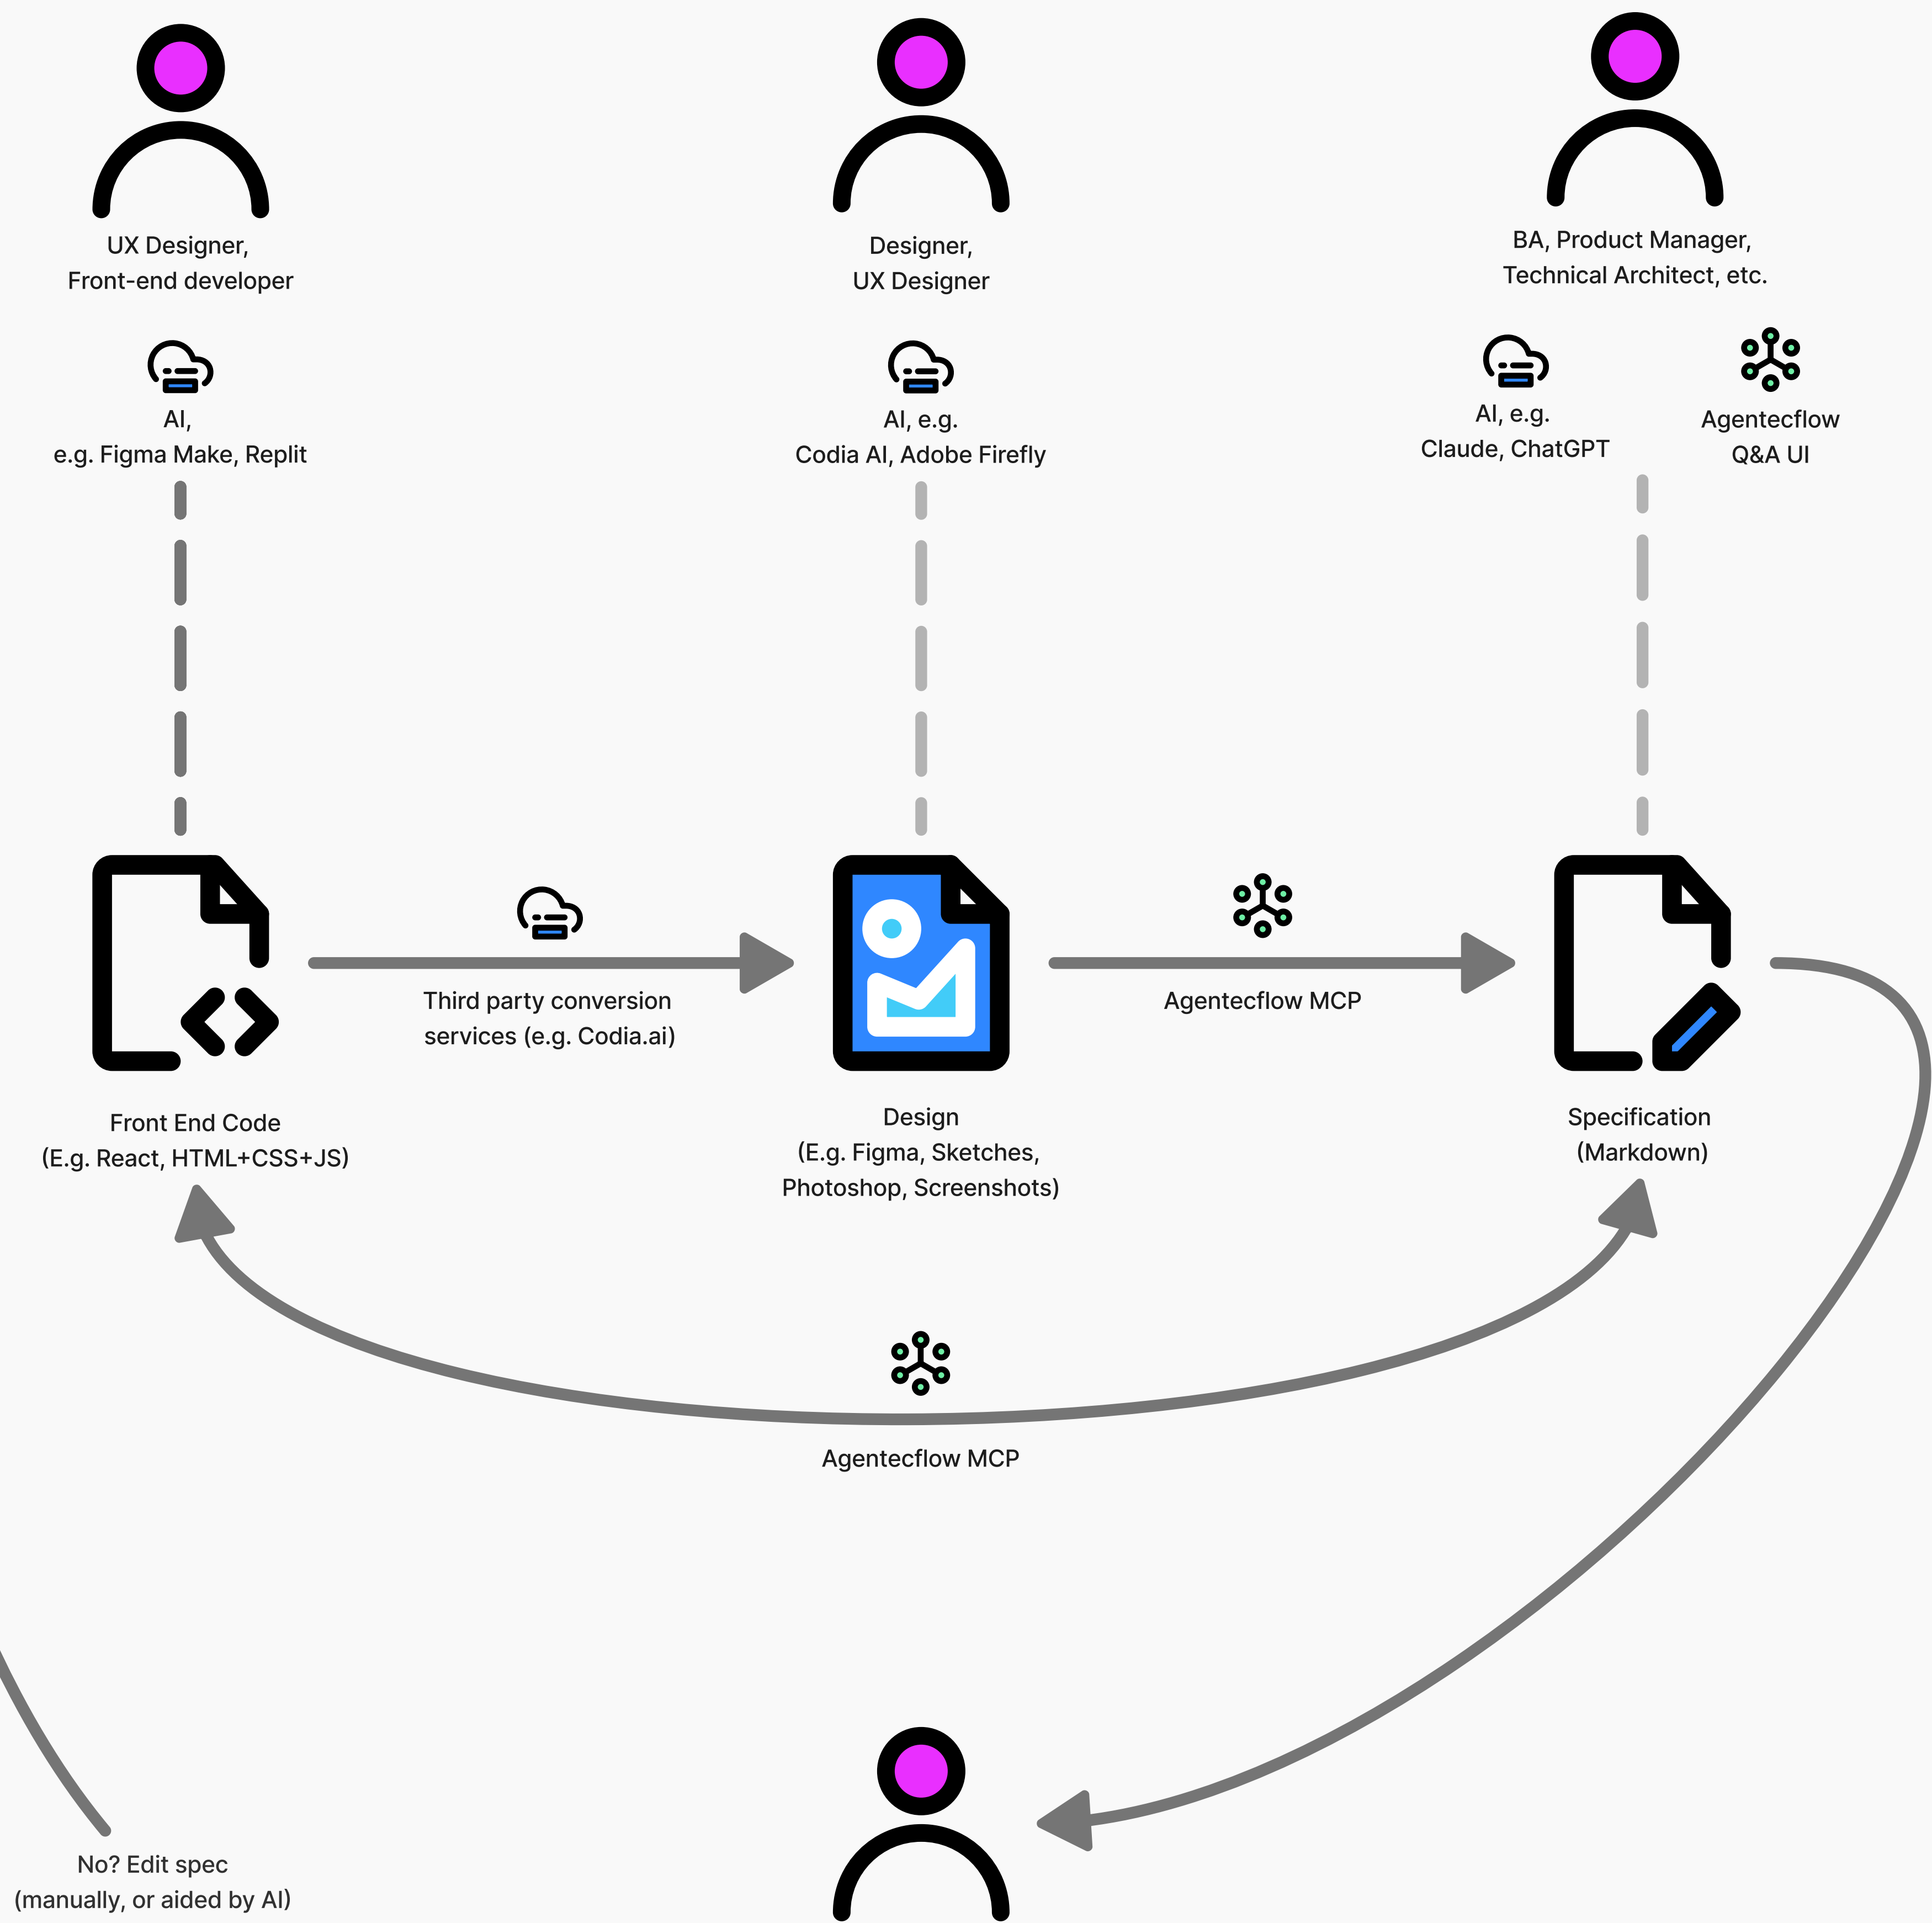 UX Designer,
Front-end developer
Designer,
UX Designer
BA, Product Manager,
Technical Architect, etc.
AI,
e.g. Figma Make, Replit
AI, e.g.
Codia AI, Adobe Firefly
AI, e.g.
Claude, ChatGPT
Agentecflow
Q&A UI
Third party conversion
services (e.g. Codia.ai)
Agentecflow MCP
Front End Code
(E.g. React, HTML+CSS+JS)
Design
(E.g. Figma, Sketches,
Photoshop, Screenshots)
Specification
(Markdown)
Agentecflow MCP
No? Edit spec
(manually, or aided by AI)